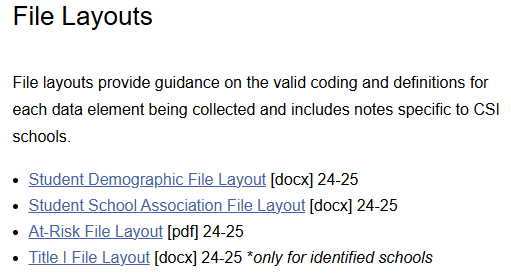 File Layouts
File layouts provide guidance on the valid coding and definitions for
each data element being collected and includes notes specific to CSI
schools.
• Student Demographic File Layout [docx] 24-25
• Student School Association File Layout [docx] 24-25
• At-Risk File Layout [pdf] 24-25
• Title I File Layout [docx] 24-25 *only for identified schools